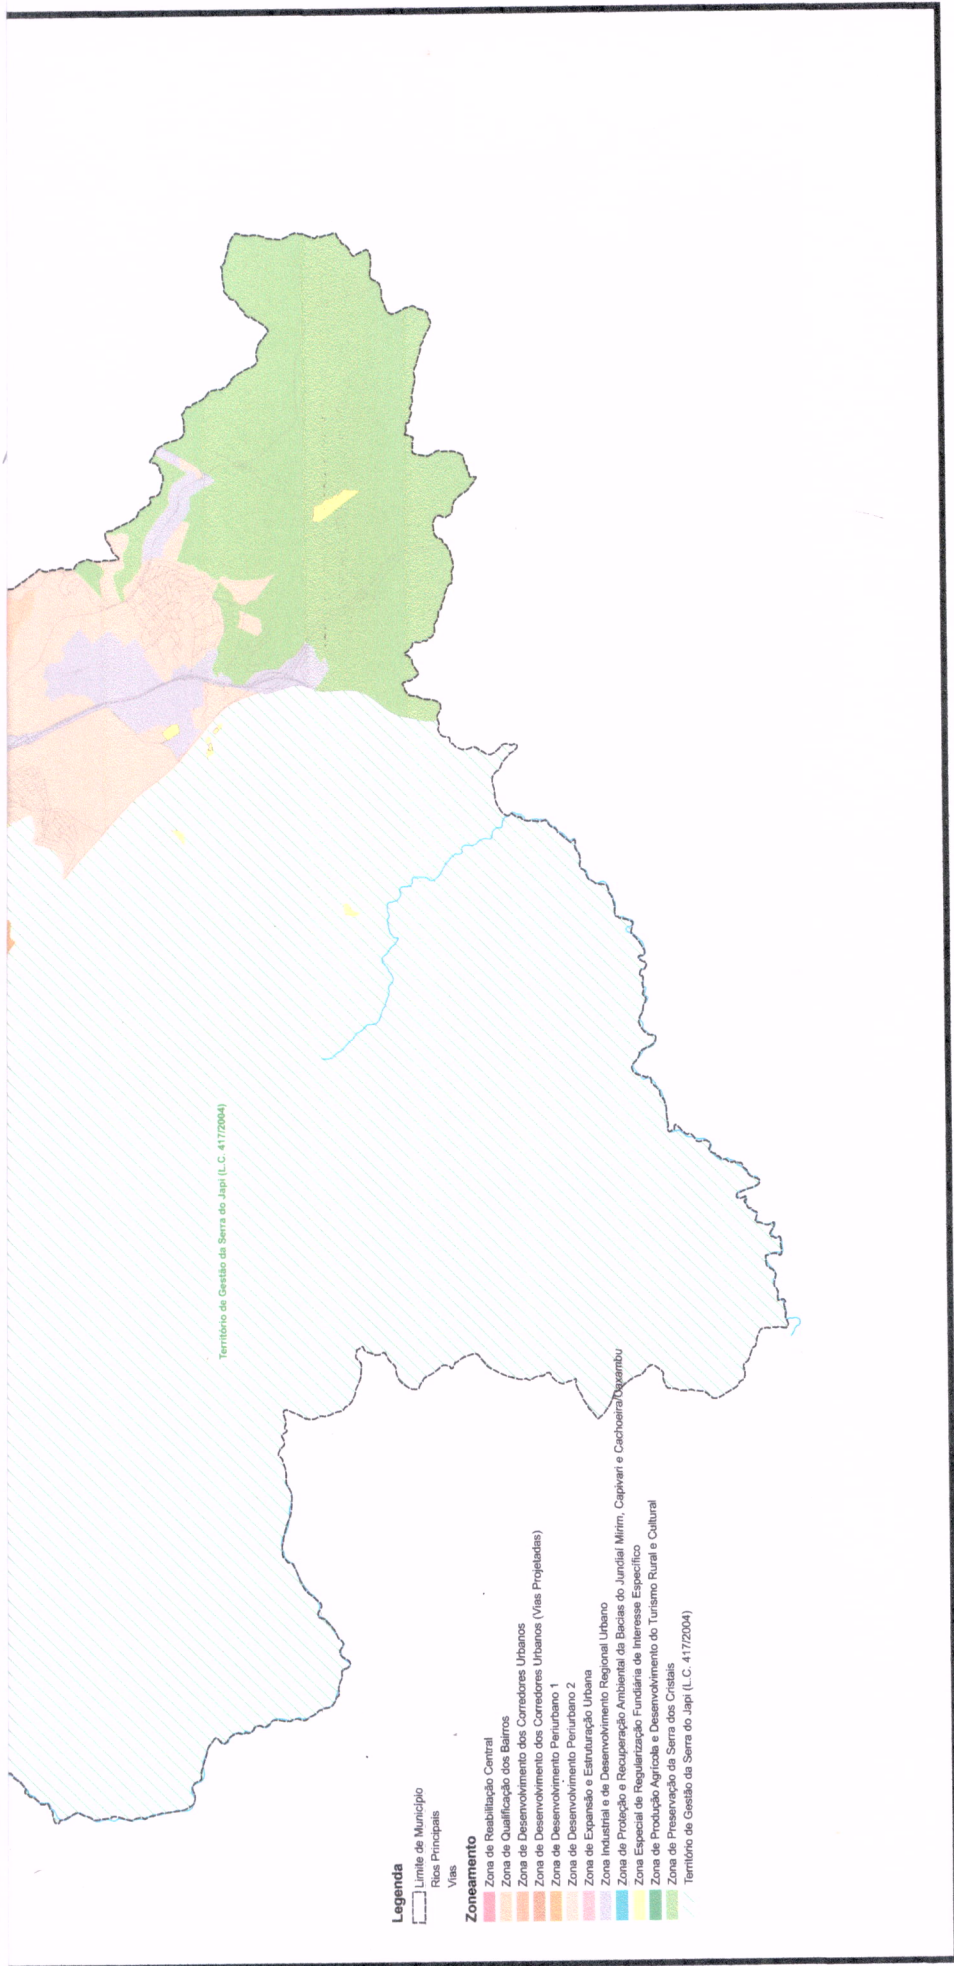 Território de Gestão da Serra do Japi (L.C. 417/2004)
Legenda
Limite de Município
Rios Principais
Vias
Zoneamento
Zona de Reabilitação Central
Zona de Qualificação dos Bairros
Zona de Desenvolvimento dos Corredores Urbanos
Zona de Desenvolvimento dos Corredores Urbanos (Vias Projetadas)
Zona de Desenvolvimento Periurbano 1
Zona de Desenvolvimento Periurbano 2
Zona de Expansão e Estruturação Urbana
Zona Industrial e de Desenvolvimento Regional Urbano
Zona de Proteção e Recuperação Ambiental da Bacias do Jundiaí Mirim, Capivari e Cachoeira/Caxambu
Zona Especial de Regularização Fundiária de Interesse Específico
Zona de Produção Agrícola e Desenvolvimento do Turismo Rural e Cultural
Zona de Preservação da Serra dos Cristais
Território de Gestão da Serra do Japi (L.C. 417/2004)